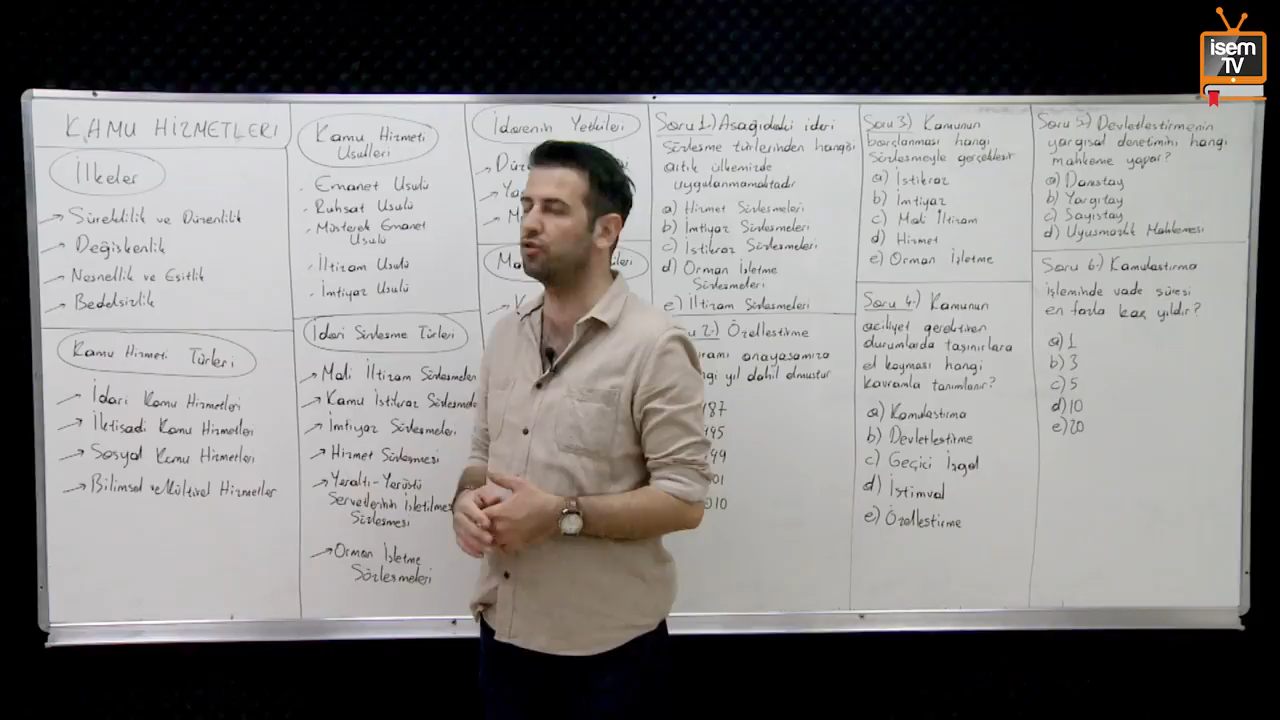 isem
TV
KAMU HİZMETLERİ
İlkeler
→ Süreklilik ve Düzenlilik
→ Değişkenlik
→ Nesnellik ve Eşitlik
→ Bedelsizlik
Kamu Hizmeti Türleri
→ İdari Kamu Hizmetleri
→ İktisadi Kamu Hizmetleri
→ Sosyal Kamu Hizmetleri
→ Bilimsel ve Kültürel Hizmetler
Kamu Hizmeti
Usulleri
Emanet Usulü
Ruhsat Usulü
Müşterek Emanet
Usulü
İltizam Usulü
İmtiyaz Usulü
İdari Sözleşme Türleri
→ Mali İltizam
→ Kamu İstikraz
→ İmtiyaz Sözleşmeleri
→ Hizmet Sözleşmesi
→ Yeraltı-Yerüstü
Servetlerinin
Sözleşmesi
→ Orman İşletme
Sözleşmeleri
İdarenin Yetkileri
Soru 1.) Aşağıdaki idari
sözleşme türlerinden hangisi
artık ülkemizde
uygulanmamaktadır
a) Hizmet Sözleşmeleri
b) İmtiyaz Sözleşmeleri
c) İstikraz Sözleşmeleri
d) Orman İşletme
Sözleşmeleri
e) İltizam Sözleşmeleri
2.) Özelleştirme
anayasamıza
yıl dahil olmuştur
Soru 3) Kamunun
borçlanması hangi
sözleşmeyle gerçekleşir
a) İstikraz
b) İmtiyaz
c) Mali İltizam
d) Hizmet
e) Orman İşletme
Soru 4.) Kamunun
aciliyet gerektiren
durumlarda taşınırlara
el koyması hangi
kavramla tanımlanır?
a) Kamulaştırma
b) Devletleştirme
c) Geçici İşgal
d) İstimval
e) Özelleştirme
Soru 5) Devletleştirmenin
yargısal denetimini hangi
mahkeme yapar?
a) Danıştay
b) Yargıtay
c) Sayıştay
d) Uyuşmazlık Mahkemesi
Soru 6.) Kamulaştırma
işleminde vade süresi
en fazla kaç yıldır?
a) 1
b) 3
c) 5
d) 10
e) 20